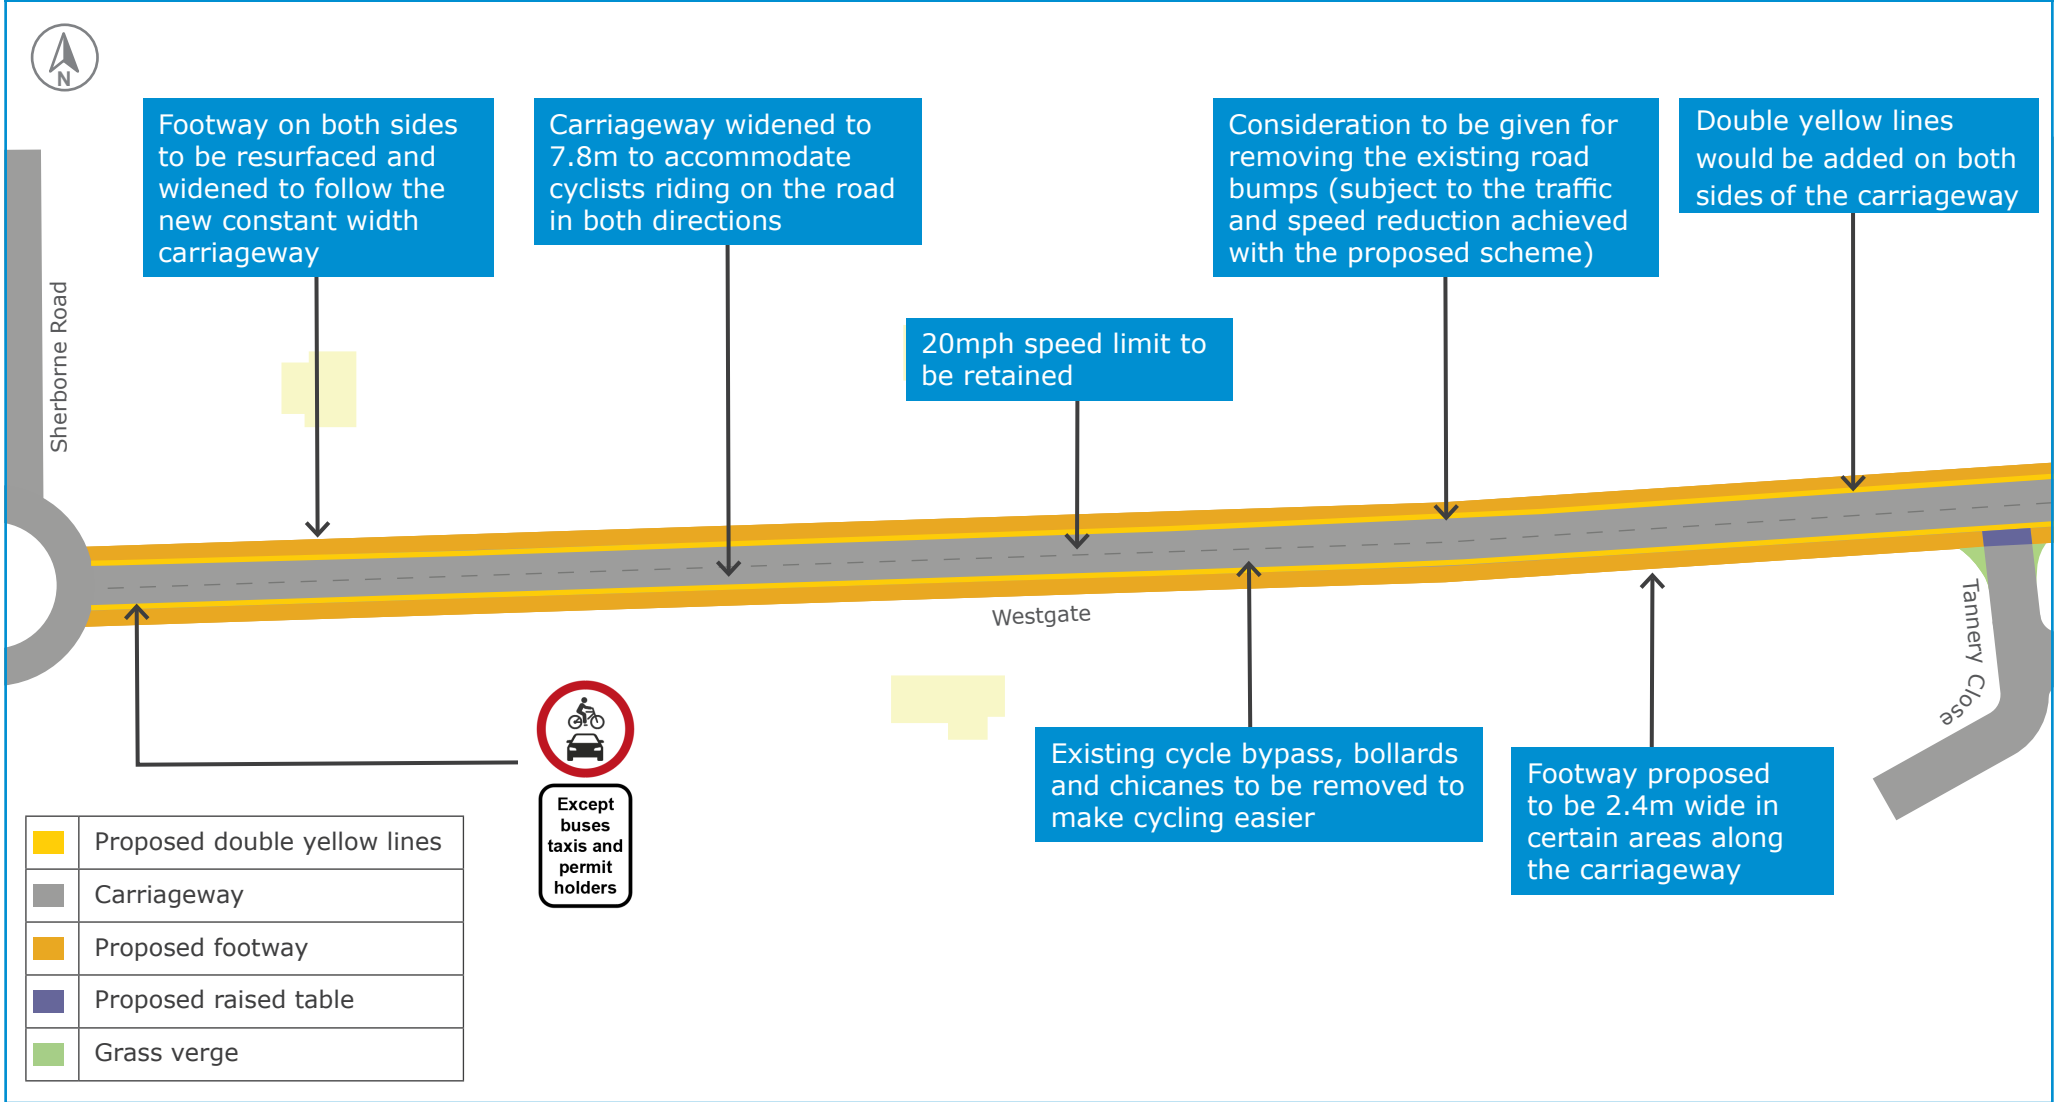 N
Footway on both sides
to be resurfaced and
widened to follow the
new constant width
carriageway
Carriageway widened to
7.8m to accommodate
cyclists riding on the road
in both directions
20mph speed limit to
be retained
Consideration to be given for
removing the existing road
bumps (subject to the traffic
and speed reduction achieved
with the proposed scheme)
Double yellow lines
would be added on both
sides of the carriageway
Sherborne Road
Westgate
Tannery Close
Except
buses
taxis and
permit
holders
Existing cycle bypass, bollards
and chicanes to be removed to
make cycling easier
Footway proposed
to be 2.4m wide in
certain areas along
the carriageway
Proposed double yellow lines
Carriageway
Proposed footway
Proposed raised table
Grass verge